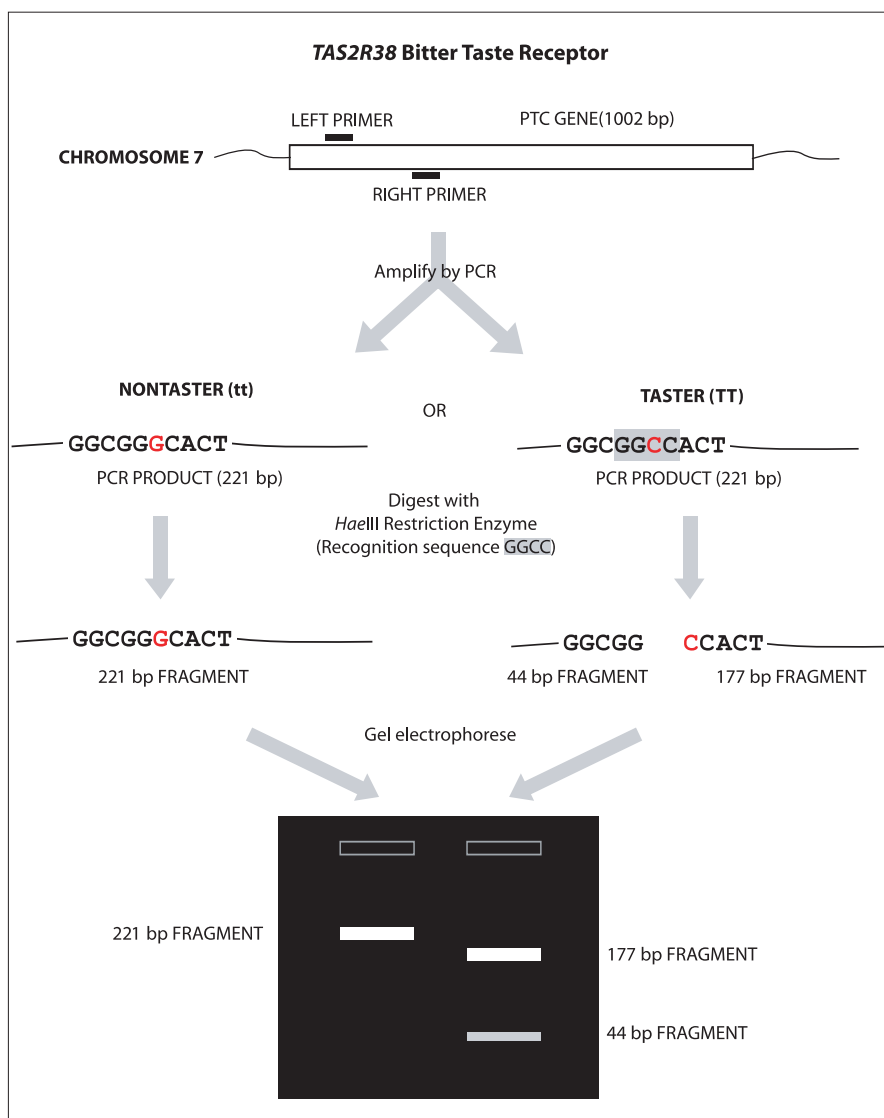 TAS2R38 Bitter Taste Receptor
LEFT PRIMER
PTC GENE(1002 bp)
CHROMOSOME 7
RIGHT PRIMER
Amplify by PCR
NONTASTER (tt)
OR
TASTER (TT)
GGCGGGCACT
GGCGGCCACT
PCR PRODUCT (221 bp)
PCR PRODUCT (221 bp)
Digest with
HaeIII Restriction Enzyme
(Recognition sequence GGCC)
GGCGGGCACT
GGCGG CCACT
221 bp FRAGMENT
44 bp FRAGMENT
177 bp FRAGMENT
Gel electrophorese
221 bp FRAGMENT
177 bp FRAGMENT
44 bp FRAGMENT